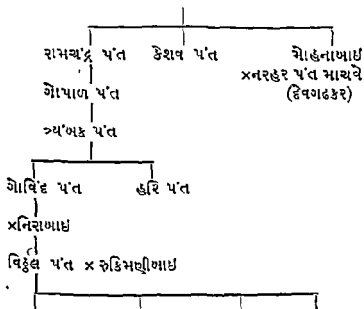 રામચંદ્ર પંત કેશવ પંત મોહનાબાઇ
×નરહર પંત માચવે
ગોપાળ પંત (દેવગઢકર)
ત્ર્યંબક પંત
ગોવિંદ પંત હરિ પંત
×નિરાબાઇ
વિઠ્ઠલ પંત × રુકિમણીબાઇ